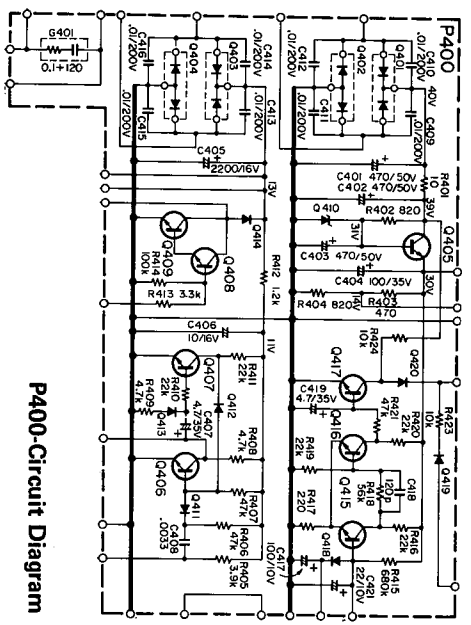 P400
G401
0.1+120
C416
.01/200V
Q404
Q403
C414
.01/200V
C412
.01/200V
Q402
Q401
C410
.01/200V
.01/200V
C415
C413
.01/200V
.01/200V
C411
C409
.01/200V
40V
C405
2200/16V
C401 470/50V
C402 470/50V
R401
10
39V
13V
Q410
R402 820
31V
Q405
Q414
C403 470/50V
Q409
Q408
R414
100k
R412
1.2k
C404 100/35V
30V
R413 3.3k
R404 820
14V
R403
470
C406
10/16V
11V
R424
10k
Q407
R411
22k
Q417
Q420
R410
22k
R409
4.7k
Q413
C407
4.7/35V
Q412
C419
4.7/35V
Q416
R421
47k
R420
22k
R423
10k
Q419
R408
4.7k
R419
22k
Q406
Q415
R418
56k
C418
120p
Q411
R407
47k
R417
220
R416
22k
C408
.0033
R406
47k
R405
3.9k
Q418
C417
100/10V
R415
680k
C421
22/10V
P400-Circuit Diagram